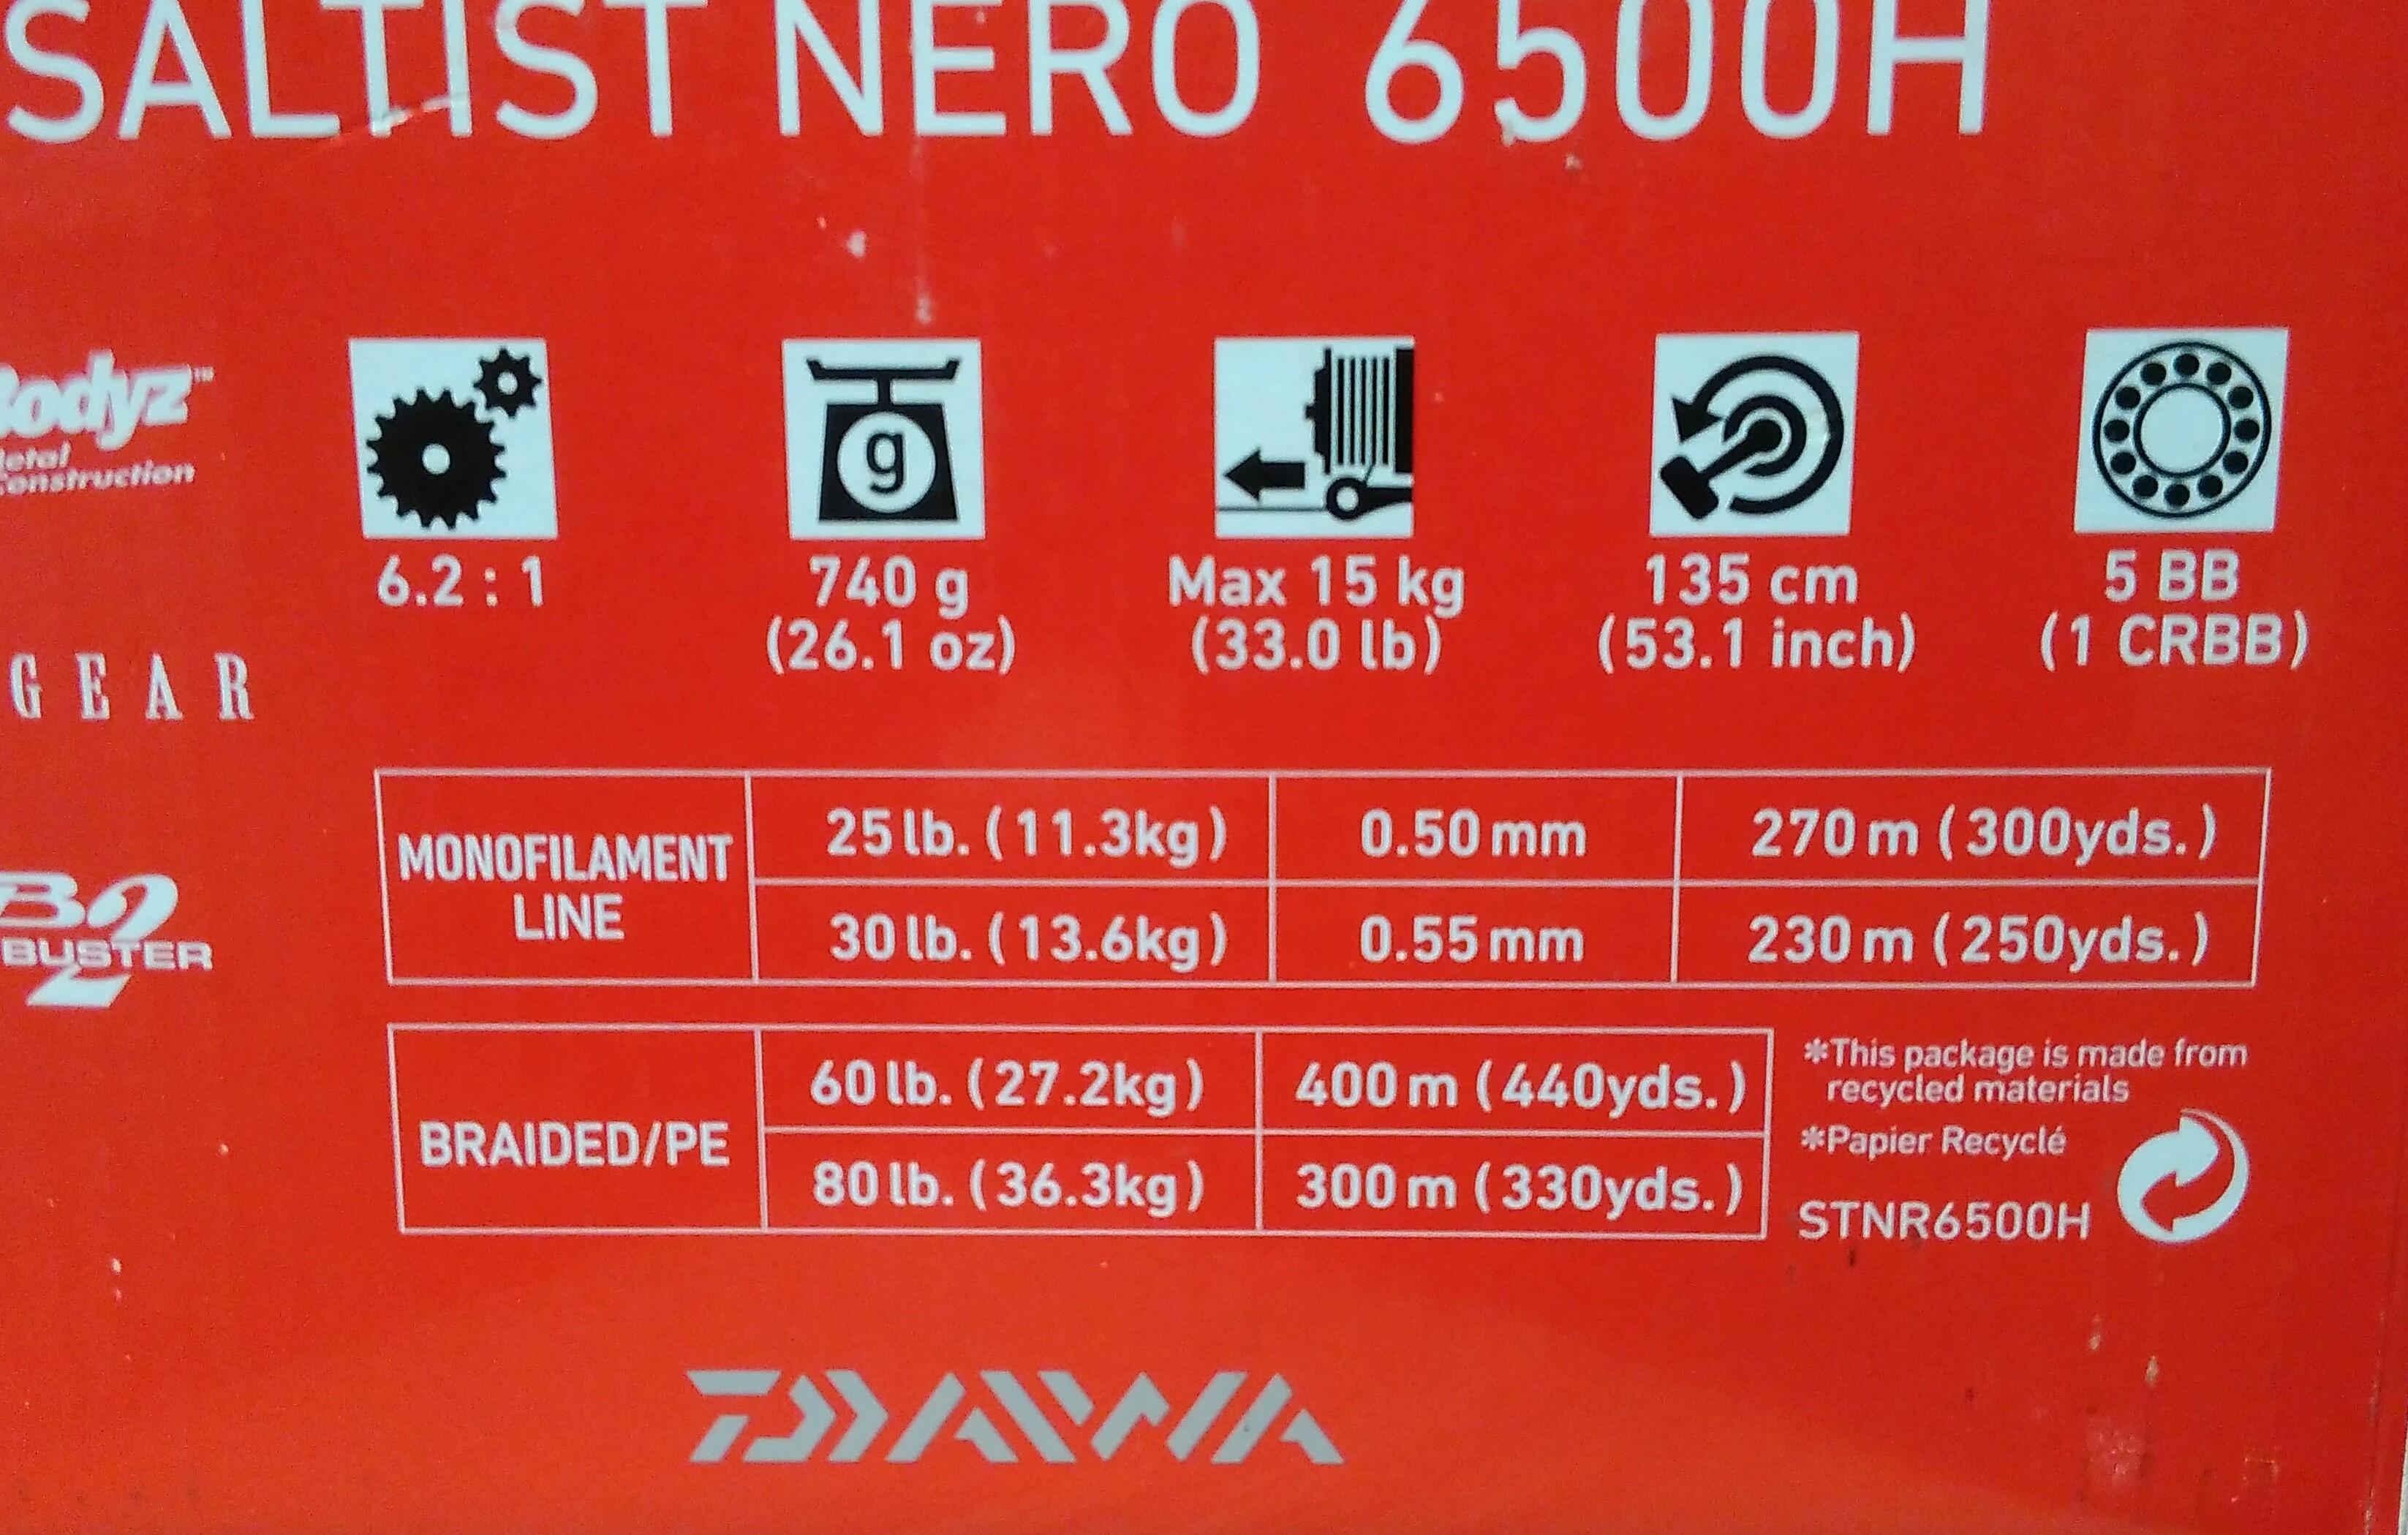 SALTIST NERO 6500H
Bodyz™
Metal
Construction
g
6.2 : 1
740 g
(26.1 oz)
Max 15 kg
(33.0 lb)
135 cm
(53.1 inch)
5 BB
(1 CRBB)
GEAR
MONOFILAMENT
LINE
25 lb. (11.3kg)
0.50 mm
270 m (300yds.)
30 lb. (13.6kg)
0.55 mm
230 m (250yds.)
BUSTER
BRAIDED/PE
60 lb. (27.2kg)
400 m (440yds.)
80 lb. (36.3kg)
300 m (330yds.)
*This package is made from
recycled materials
*Papier Recyclé
STNR6500H
DAIWA